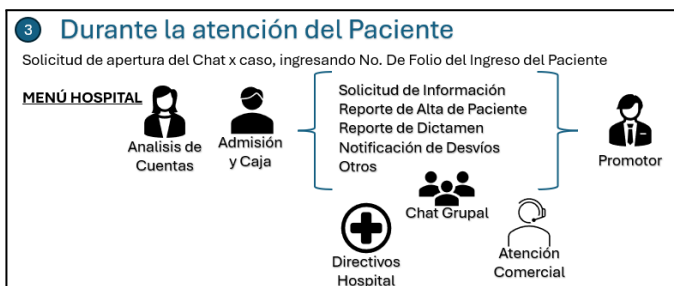 3 Durante la atención del Paciente
Solicitud de apertura del Chat x caso, ingresando No. De Folio del Ingreso del Paciente
MENÚ HOSPITAL
Analisis de
Cuentas
Admisión
y Caja
Solicitud de Información
Reporte de Alta de Paciente
Reporte de Dictamen
Notificación de Desvíos
Otros
Promotor
Chat Grupal
Directivos
Hospital
Atención
Comercial